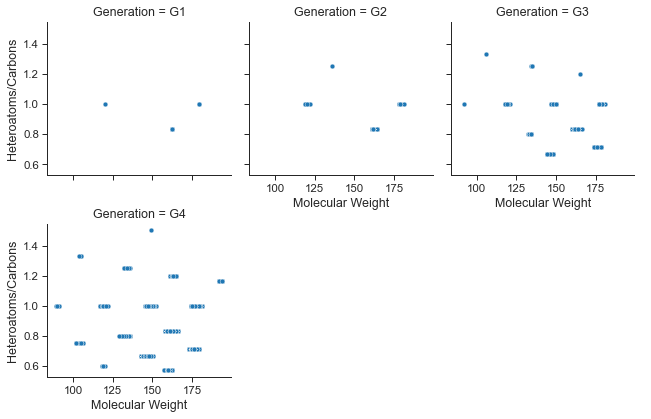 Generation = G1
Generation = G2
Generation = G3
Heteroatoms/Carbons
1.4
1.2
1.0
0.8
0.6
100
125
150
175
Molecular Weight
100
125
150
175
Molecular Weight
Generation = G4
Heteroatoms/Carbons
1.4
1.2
1.0
0.8
0.6
100
125
150
175
Molecular Weight